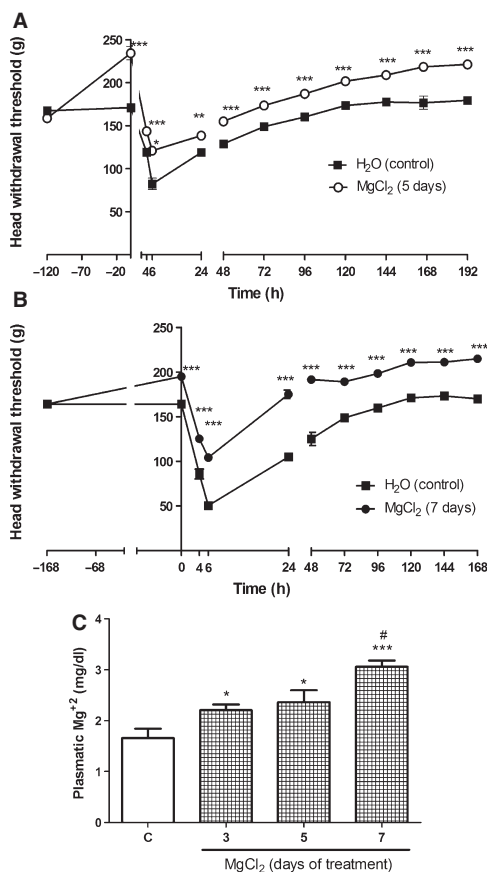 A
Head withdrawal threshold (g)
250
200
150
100
50
***
***
*
**
***
***
***
***
***
***
***
H2O (control)
MgCl2 (5 days)
−120 −70 −20 4 6 24 48 72 96 120 144 168 192
Time (h)
B
Head withdrawal threshold (g)
250
200
150
100
50
***
***
***
***
***
***
***
***
***
***
H2O (control)
MgCl2 (7 days)
−168 −68 0 4 6 24 48 72 96 120 144 168
Time (h)
C
Plasmatic Mg+2 (mg/dl)
4
3
2
1
0
*
*
#
***
C 3 5 7
MgCl2 (days of treatment)